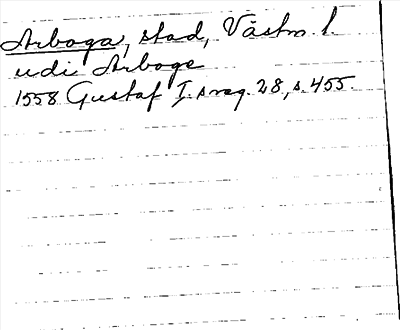 Arboga, stad, Västm. l.
udi Arboge
1558 Gustaf I:s reg. 28, s. 455.